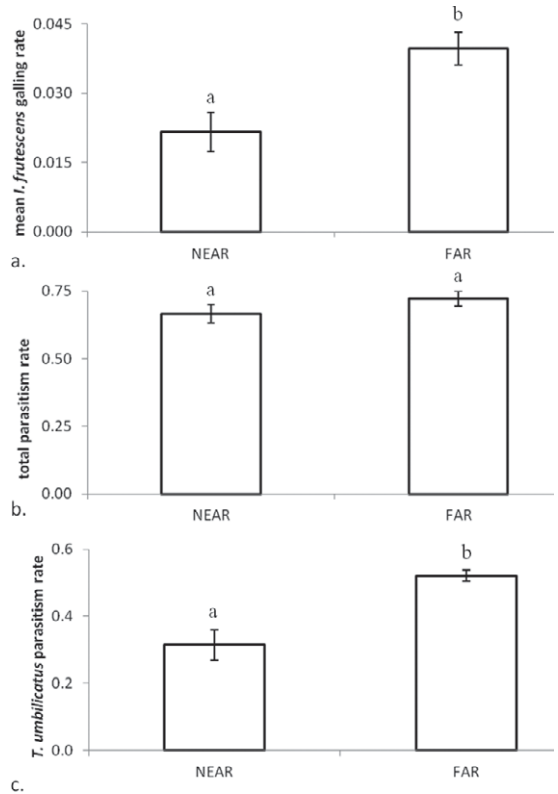 mean I. frutescens galling rate
0.045
0.030
0.015
0.000
a
b
NEAR
FAR
a.
total parasitism rate
0.75
0.50
0.25
0.00
a
a
NEAR
FAR
b.
T. umbilicatus parasitism rate
0.6
0.4
0.2
0.0
a
b
NEAR
FAR
c.